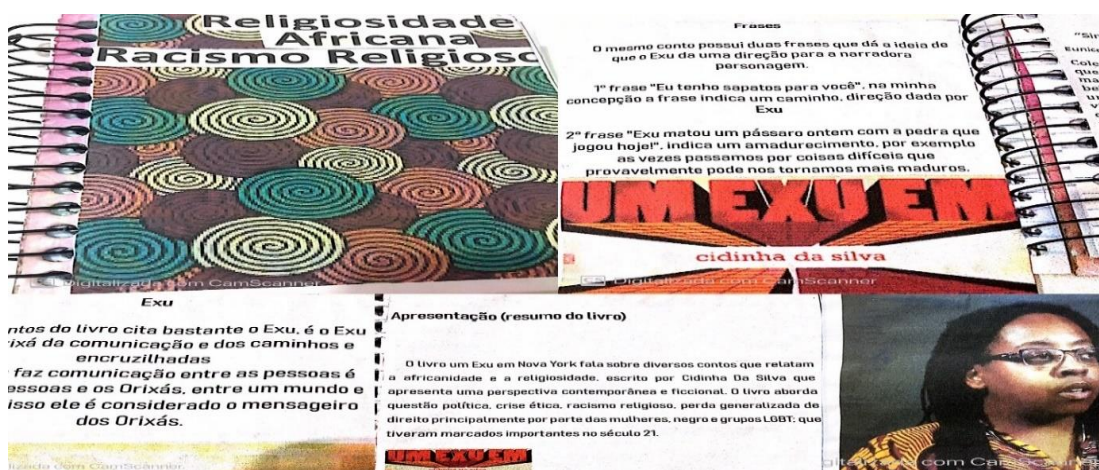 Religiosidade
Africana
Racismo Religioso
Digitalizada com CamScanner
Frases
O mesmo conto possui duas frases que dá a ideia de
que o Exu da uma direção para a narradora
personagem.
1ª frase "Eu tenho sapatos para você", na minha
concepção a frase indica um caminho, direção dada por
Exu
2ª frase "Exu matou um pássaro ontem com a pedra que
jogou hoje!", indica um amadurecimento, por exemplo
as vezes passamos por coisas difíceis que
provavelmente pode nos tornamos mais maduros.
UM EXU EM
cidinha da silva
Digitalizada com CamScanner
Exu
do livro cita bastante o Exu, é o Exu
da comunicação e dos caminhos e
encruzilhadas
faz comunicação entre as pessoas é
e os Orixás, entre um mundo e
isso ele é considerado o mensageiro
dos Orixás.
com CamScanner
Apresentação (resumo do livro)
O livro um Exu em Nova York fala sobre diversos contos que relatam
a africanidade e a religiosidade, escrito por Cidinha Da Silva que
apresenta uma perspectiva contemporânea e ficcional. O livro aborda
questão política, crise ética, racismo religioso, perda generalizada de
direito principalmente por parte das mulheres, negro e grupos LGBT; que
tiveram marcados importantes no século 21.
UM EXU EM
com CamScanner